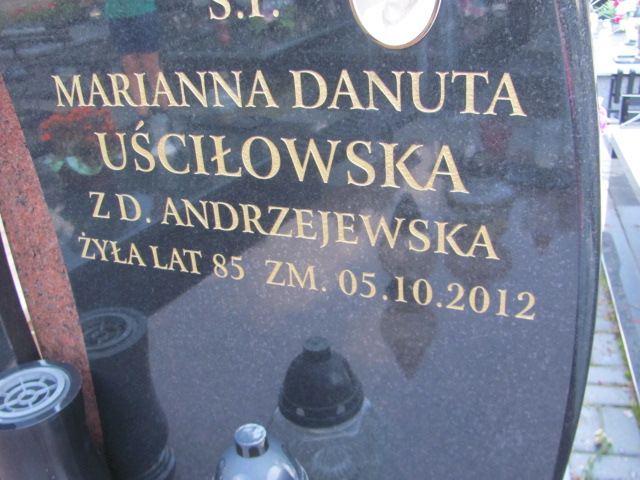 Ś.P.
MARIANNA DANUTA
UŚCIŁOWSKA
Z D. ANDRZEJEWSKA
ŻYŁA LAT 85 ZM. 05.10.2012